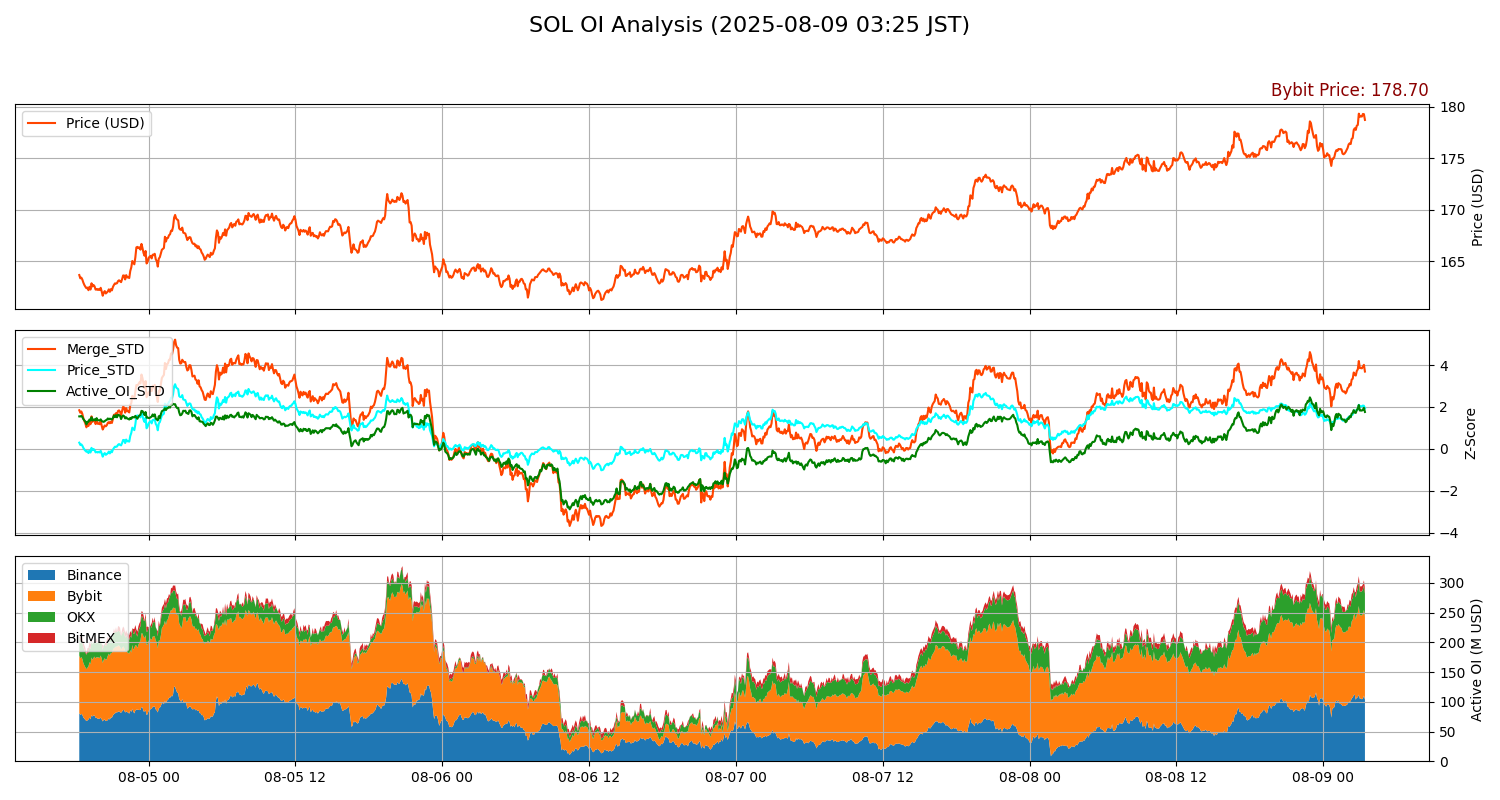 SOL OI Analysis (2025-08-09 03:25 JST)
Bybit Price: 178.70
Price (USD)
180
175
170
165
Price (USD)
Merge_STD
Price_STD
Active_OI_STD
4
2
0
−2
−4
Z-Score
Binance
Bybit
OKX
BitMEX
300
250
200
150
100
50
0
Active OI (M USD)
08-05 00
08-05 12
08-06 00
08-06 12
08-07 00
08-07 12
08-08 00
08-08 12
08-09 00